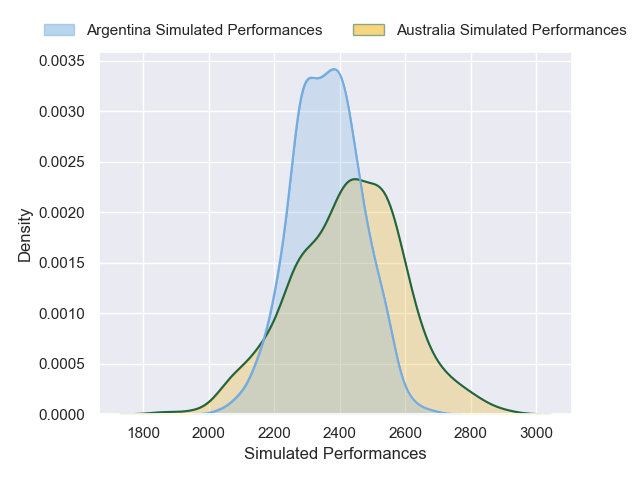 Argentina Simulated Performances
Australia Simulated Performances
0.0035
0.0030
0.0025
0.0020
0.0015
0.0010
0.0005
0.0000
Density
1800 2000 2200 2400 2600 2800 3000
Simulated Performances